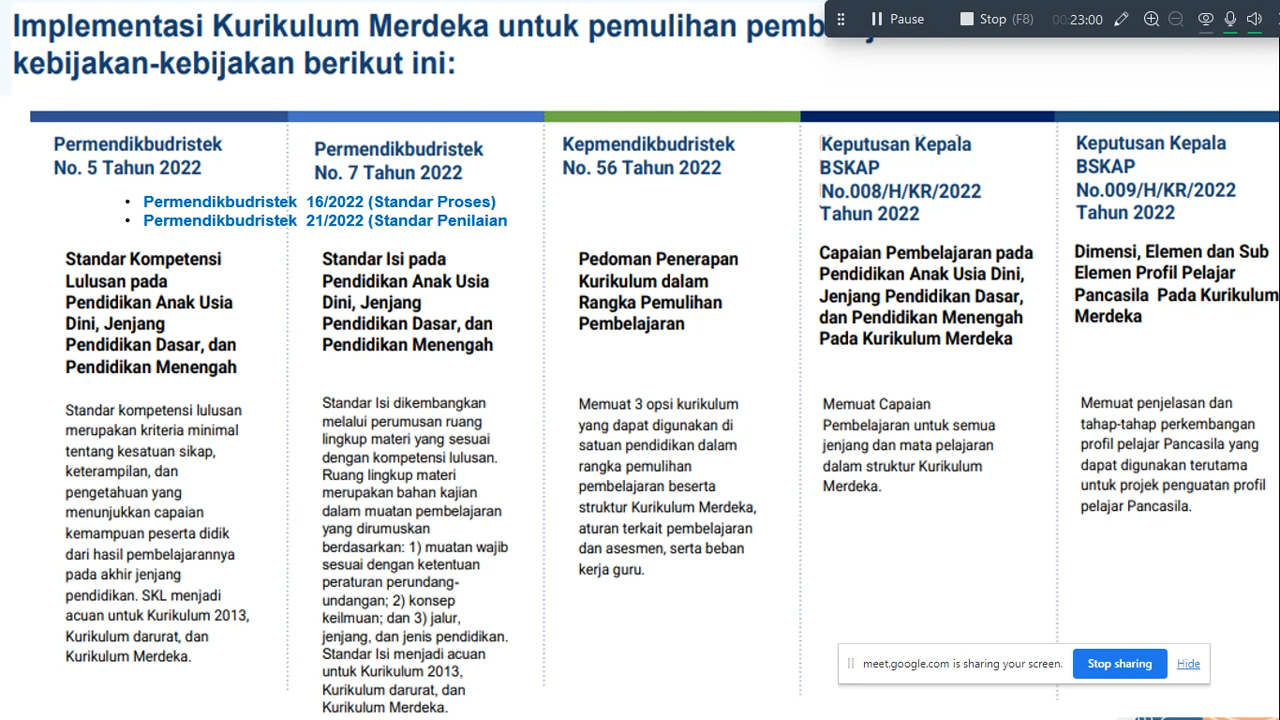 Implementasi Kurikulum Merdeka untuk pemulihan
kebijakan-kebijakan berikut ini:
Pause
Stop (F8)
00:23:00
Permendikbudristek
No. 5 Tahun 2022
Permendikbudristek
No. 7 Tahun 2022
• Permendikbudristek 16/2022 (Standar Proses)
• Permendikbudristek 21/2022 (Standar Penilaian
Kepmendikbudristek
No. 56 Tahun 2022
Keputusan Kepala
BSKAP
No.008/H/KR/2022
Tahun 2022
Keputusan Kepala
BSKAP
No.009/H/KR/2022
Tahun 2022
Standar Kompetensi
Lulusan pada
Pendidikan Anak Usia
Dini, Jenjang
Pendidikan Dasar, dan
Pendidikan Menengah
Standar kompetensi lulusan
merupakan kriteria minimal
tentang kesatuan sikap,
keterampilan, dan
pengetahuan yang
menunjukkan capaian
kemampuan peserta didik
dari hasil pembelajarannya
pada akhir jenjang
pendidikan. SKL menjadi
acuan untuk Kurikulum 2013,
Kurikulum darurat, dan
Kurikulum Merdeka.
Standar Isi pada
Pendidikan Anak Usia
Dini, Jenjang
Pendidikan Dasar, dan
Pendidikan Menengah
Standar Isi dikembangkan
melalui perumusan ruang
lingkup materi yang sesuai
dengan kompetensi lulusan.
Ruang lingkup materi
merupakan bahan kajian
dalam muatan pembelajaran
yang dirumuskan
berdasarkan: 1) muatan wajib
sesuai dengan ketentuan
peraturan perundang-
undangan; 2) konsep
keilmuan; dan 3) jalur,
jenjang, dan jenis pendidikan.
Standar Isi menjadi acuan
untuk Kurikulum 2013,
Kurikulum darurat, dan
Kurikulum Merdeka.
Pedoman Penerapan
Kurikulum dalam
Rangka Pemulihan
Pembelajaran
Memuat 3 opsi kurikulum
yang dapat digunakan di
satuan pendidikan dalam
rangka pemulihan
pembelajaran beserta
struktur Kurikulum Merdeka,
aturan terkait pembelajaran
dan asesmen, serta beban
kerja guru.
Capaian Pembelajaran pada
Pendidikan Anak Usia Dini,
Jenjang Pendidikan Dasar,
dan Pendidikan Menengah
Pada Kurikulum Merdeka
Memuat Capaian
Pembelajaran untuk semua
jenjang dan mata pelajaran
dalam struktur Kurikulum
Merdeka.
Dimensi, Elemen dan Sub
Elemen Profil Pelajar
Pancasila Pada Kurikulum
Merdeka
Memuat penjelasan dan
tahap-tahap perkembangan
profil pelajar Pancasila yang
dapat digunakan terutama
untuk projek penguatan profil
pelajar Pancasila.
meet.google.com is sharing your screen.
Stop sharing
Hide